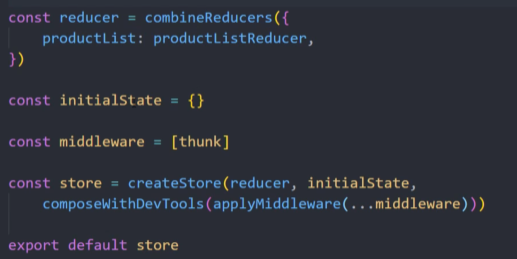 const reducer = combineReducers({
    productList: productListReducer,
})
const initialState = {}
const middleware = [thunk]
const store = createStore(reducer, initialState,
    composeWithDevTools(applyMiddleware(...middleware)))
export default store